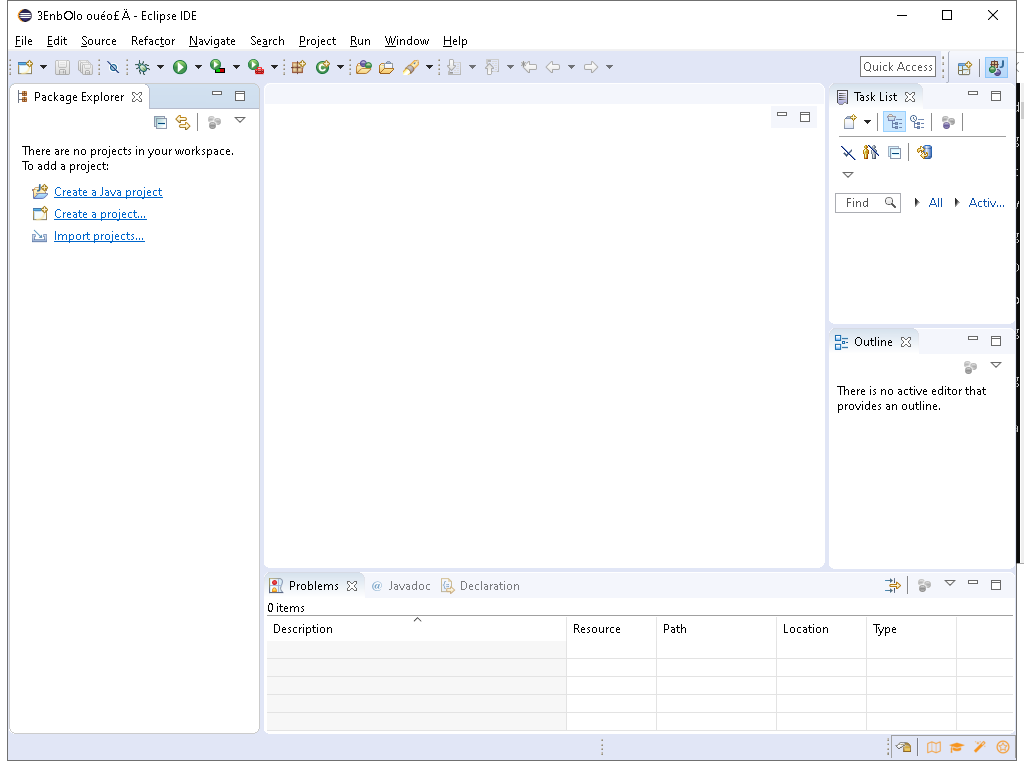 3EnbOlo ouéo£Ä - Eclipse IDE
File Edit Source Refactor Navigate Search Project Run Window Help
Quick Access
Package Explorer
There are no projects in your workspace.
To add a project:
Create a Java project
Create a project...
Import projects...
Task List
Find All Activ...
Outline
There is no active editor that
provides an outline.
Problems @ Javadoc Declaration
0 items
Description Resource Path Location Type